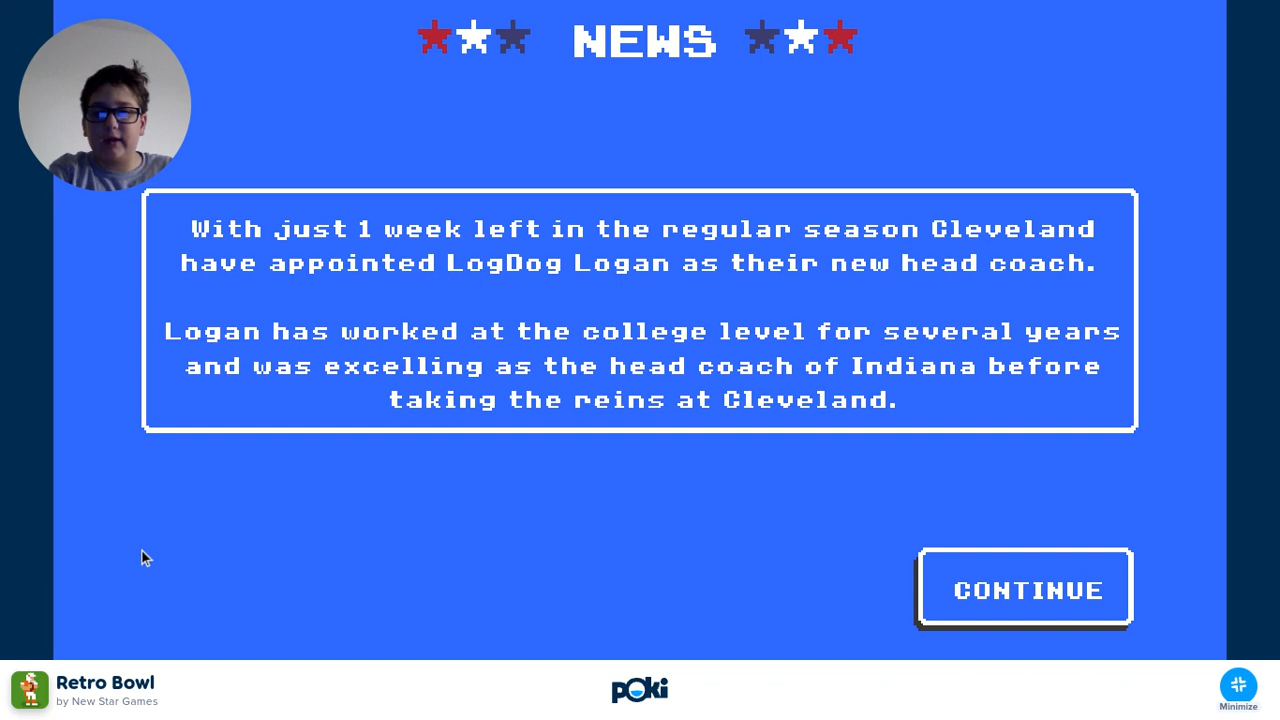 NEWS
With just 1 week left in the regular season Cleveland
have appointed LogDog Logan as their new head coach.
Logan has worked at the college level for several years
and was excelling as the head coach of Indiana before
taking the reins at Cleveland.
CONTINUE
Retro Bowl
by New Star Games
poki
Minimize